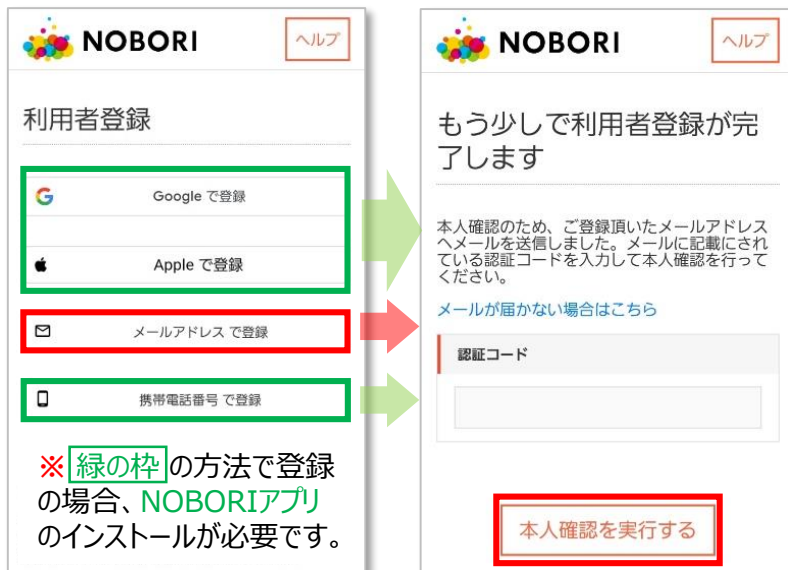 NOBORI
ヘルプ
利用者登録
Google で登録
Apple で登録
メールアドレス で登録
携帯電話番号 で登録
※緑の枠の方法で登録
の場合、NOBORIアプリ
のインストールが必要です。
NOBORI
ヘルプ
もう少しで利用者登録が完
了します
本人確認のため、ご登録頂いたメールアドレス
へメールを送信しました。メールに記載にされ
ている認証コードを入力して本人確認を行って
ください。
メールが届かない場合はこちら
認証コード
本人確認を実行する